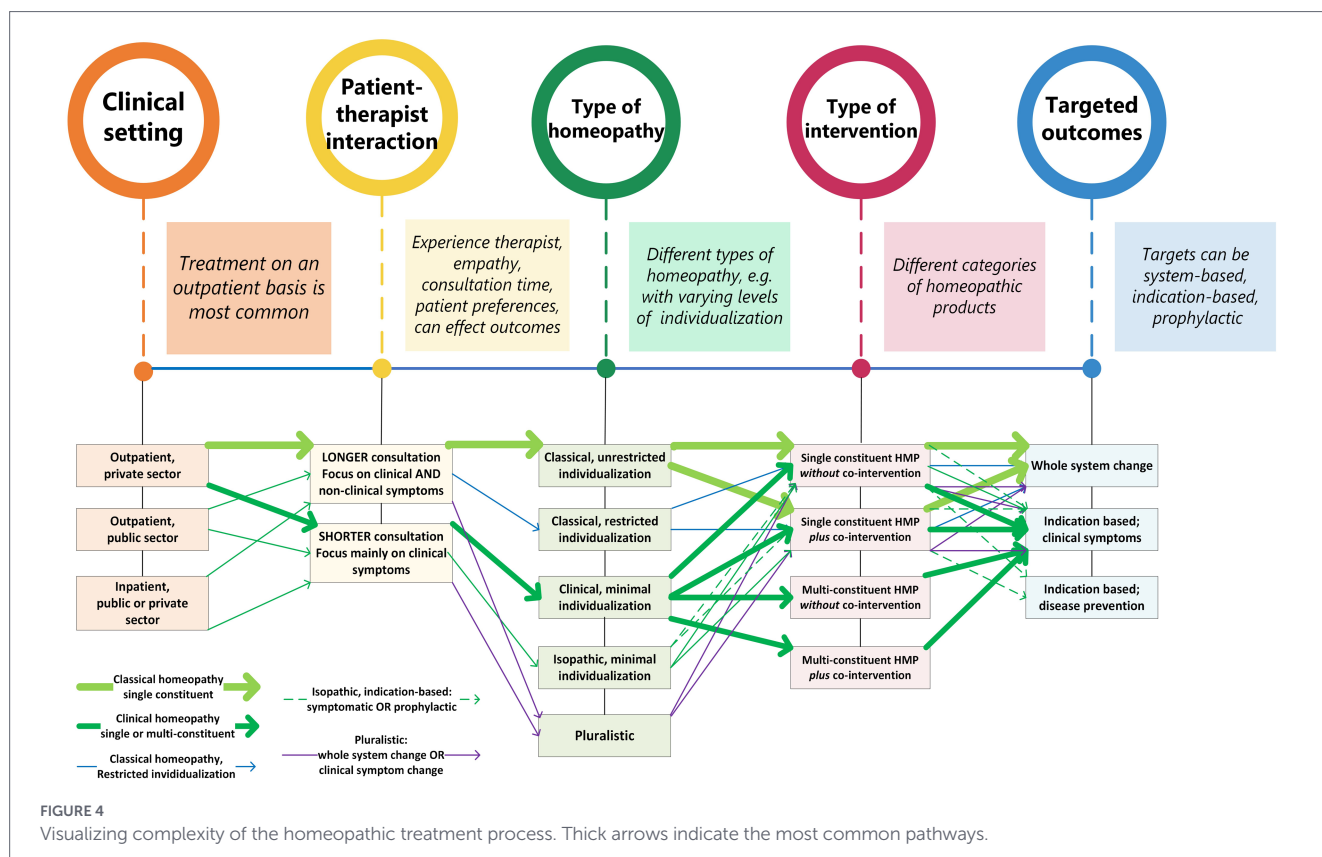 Clinical
setting
Patient-
therapist
interaction
Type of
homeopathy
Type of
intervention
Targeted
outcomes
Treatment on an
outpatient basis is
most common
Experience therapist,
empathy,
consultation time,
patient preferences,
can effect outcomes
Different types of
homeopathy, e.g.
with varying levels
of individualization
Different categories
of homeopathic
products
Targets can be
system-based,
indication-based,
prophylactic
Outpatient,
private sector
Outpatient,
public sector
Inpatient,
public or private
sector
LONGER consultation
Focus on clinical AND
non-clinical symptoms
SHORTER consultation
Focus mainly on clinical
symptoms
Classical, unrestricted
individualization
Classical, restricted
individualization
Clinical, minimal
individualization
Isopathic, minimal
individualization
Pluralistic
Single constituent HMP
without co-intervention
Single constituent HMP
plus co-intervention
Multi-constituent HMP
without co-intervention
Multi-constituent HMP
plus co-intervention
Whole system change
Indication based;
clinical symptoms
Indication based;
disease prevention
Classical homeopathy
single constituent
Clinical homeopathy
single or multi-constituent
Classical homeopathy,
Restricted invididualization
Isopathic, indication-based:
symptomatic OR prophylactic
Pluralistic:
whole system change OR
clinical symptom change
FIGURE 4
Visualizing complexity of the homeopathic treatment process. Thick arrows indicate the most common pathways.